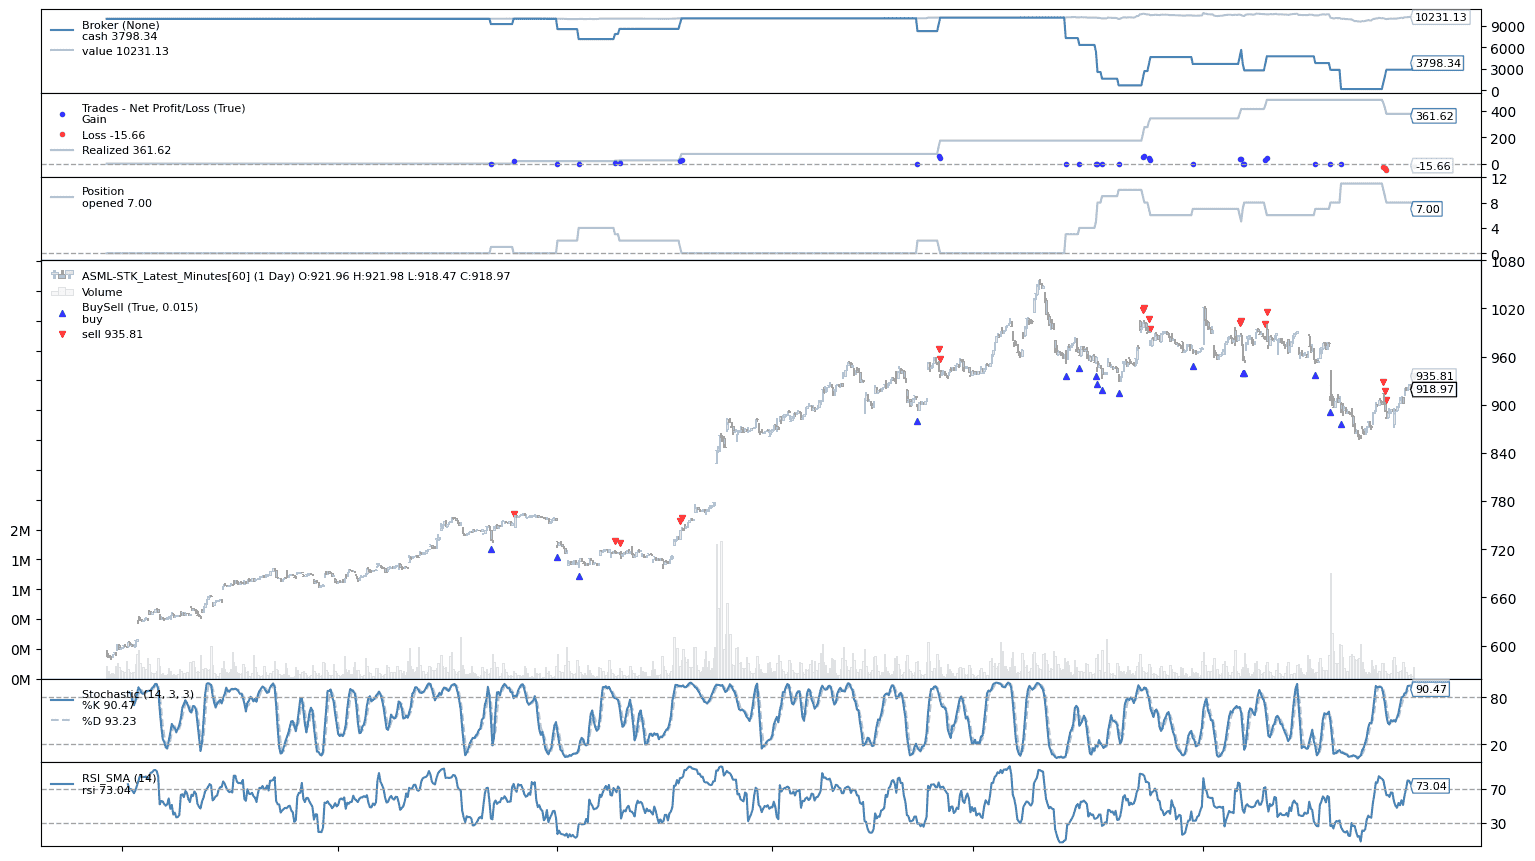 Broker (None)
cash 3798.34
value 10231.13
10231.13
9000
6000
3798.34
3000
0
Trades - Net Profit/Loss (True)
Gain
Loss -15.66
Realized 361.62
400
361.62
200
0
-15.66
Position
opened 7.00
12
8
7.00
4
0
ASML-STK_Latest_Minutes[60] (1 Day) O:921.96 H:921.98 L:918.47 C:918.97
Volume
BuySell (True, 0.015)
buy
sell 935.81
1080
1020
960
935.81
918.97
900
840
780
720
660
600
2M
1M
1M
0M
0M
0M
Stochastic (14, 3, 3)
%K 90.47
%D 93.23
90.47
80
20
RSI_SMA (14)
rsi 73.04
73.04
70
30